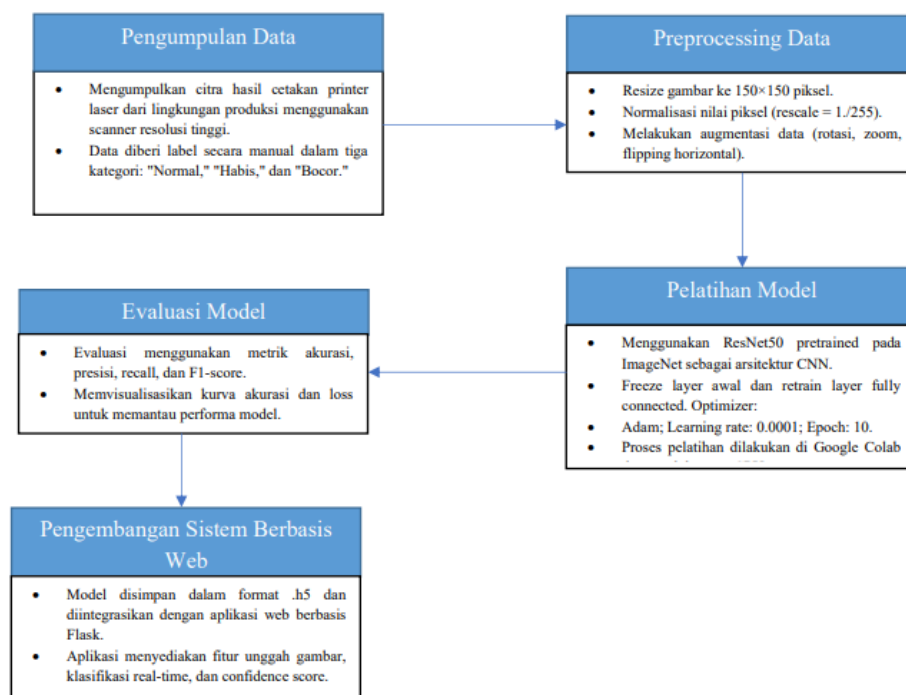 Pengumpulan Data
• Mengumpulkan citra hasil cetakan printer
laser dari lingkungan produksi menggunakan
scanner resolusi tinggi.
• Data diberi label secara manual dalam tiga
kategori: "Normal," "Habis," dan "Bocor."
Preprocessing Data
• Resize gambar ke 150×150 piksel.
• Normalisasi nilai piksel (rescale = 1./255).
• Melakukan augmentasi data (rotasi, zoom,
flipping horizontal).
Pelatihan Model
• Menggunakan ResNet50 pretrained pada
ImageNet sebagai arsitektur CNN.
• Freeze layer awal dan retrain layer fully
connected. Optimizer:
• Adam; Learning rate: 0.0001; Epoch: 10.
• Proses pelatihan dilakukan di Google Colab
Evaluasi Model
• Evaluasi menggunakan metrik akurasi,
presisi, recall, dan F1-score.
• Memvisualisasikan kurva akurasi dan loss
untuk memantau performa model.
Pengembangan Sistem Berbasis
Web
• Model disimpan dalam format .h5 dan
diintegrasikan dengan aplikasi web berbasis
Flask.
• Aplikasi menyediakan fitur unggah gambar,
klasifikasi real-time, dan confidence score.